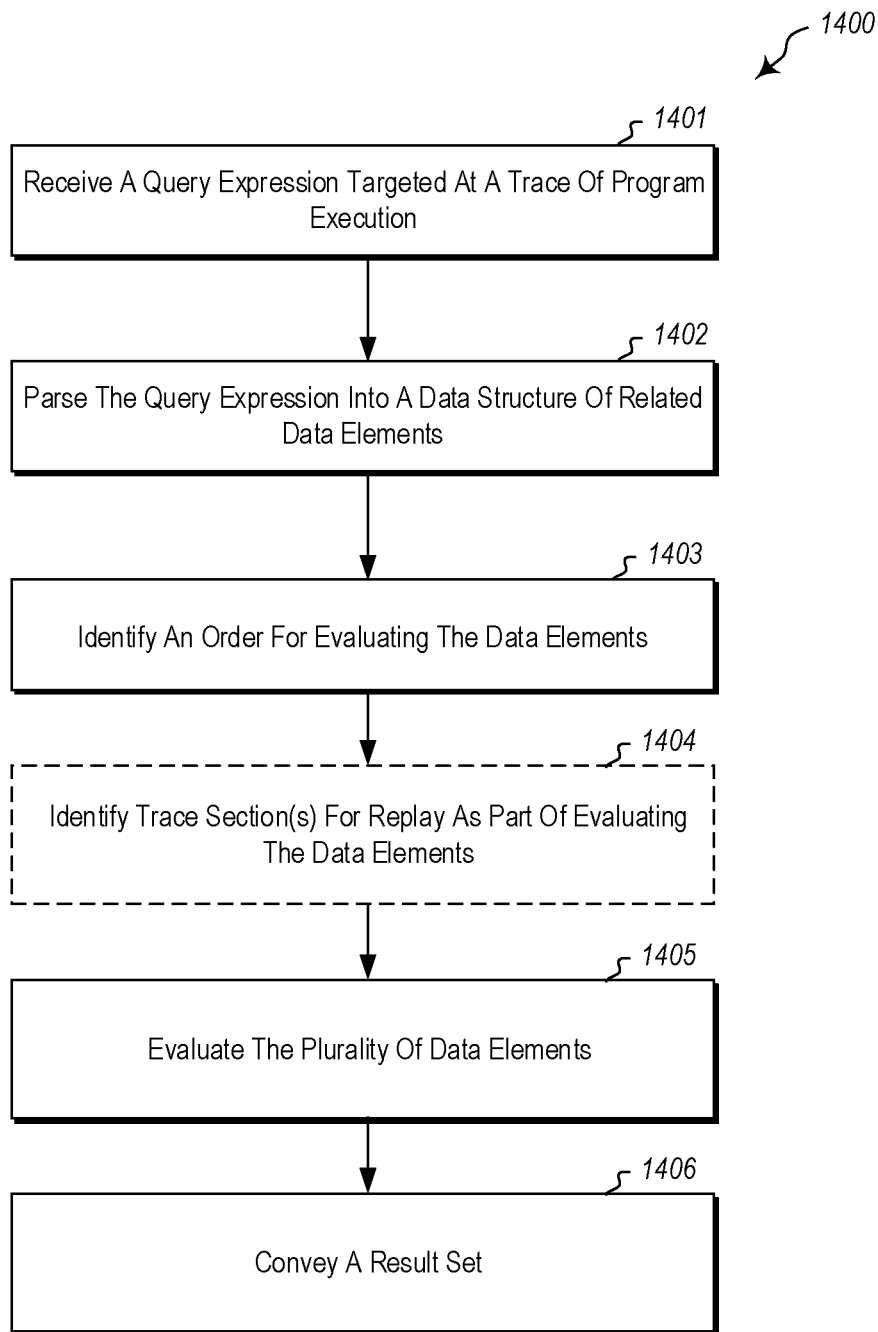 1400
1401
Receive A Query Expression Targeted At A Trace Of Program
Execution
1402
Parse The Query Expression Into A Data Structure Of Related
Data Elements
1403
Identify An Order For Evaluating The Data Elements
1404
Identify Trace Section(s) For Replay As Part Of Evaluating
The Data Elements
1405
Evaluate The Plurality Of Data Elements
1406
Convey A Result Set